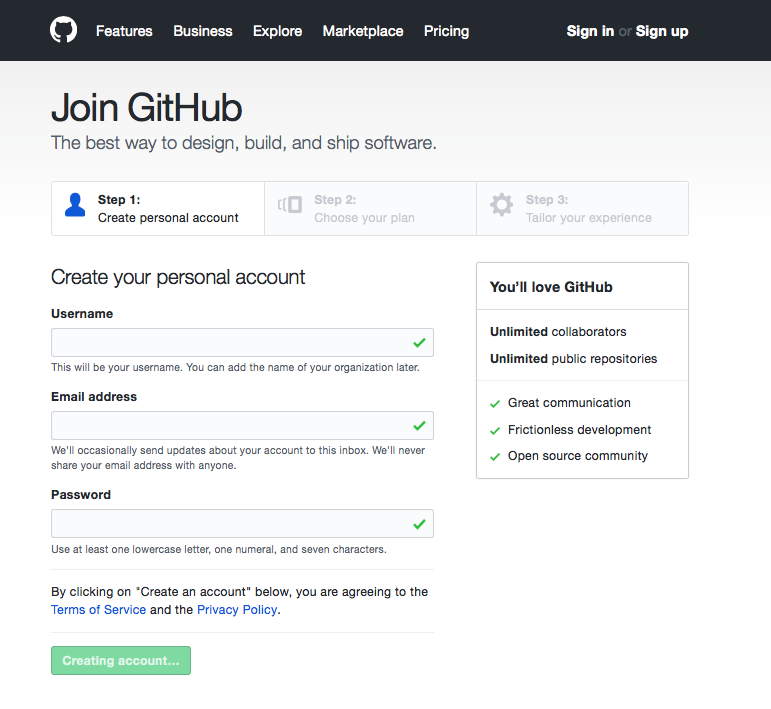 Features Business Explore Marketplace Pricing Sign in or Sign up
Join GitHub
The best way to design, build, and ship software.
Step 1:
Create personal account
Step 2:
Choose your plan
Step 3:
Tailor your experience
Create your personal account
Username
This will be your username. You can add the name of your organization later.
Email address
We'll occasionally send updates about your account to this inbox. We'll never
share your email address with anyone.
Password
Use at least one lowercase letter, one numeral, and seven characters.
By clicking on "Create an account" below, you are agreeing to the
Terms of Service and the Privacy Policy.
Creating account...
You'll love GitHub
Unlimited collaborators
Unlimited public repositories
Great communication
Frictionless development
Open source community